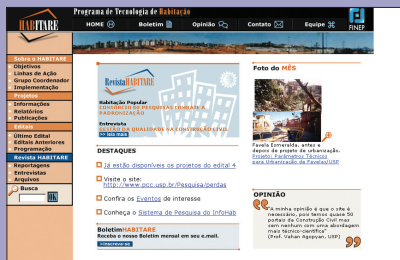 Programa de Tecnologia de Habitação
HABITARE
HOME
Boletim
Opinião
Contato
Equipe
FINEP
Sobre o HABITARE
Objetivos
Linhas de Ação
Grupo Coordenador
Implementação
Projetos
Informações
Relatórios
Publicações
Editais
Último Edital
Editais Anteriores
Programação
Revista HABITARE
Reportagens
Entrevistas
Arquivos
Busca
OK
RevistaHABITARE
Habitação Popular
CONSÓRCIO DE PESQUISAS COMBATE A
PADRONIZAÇÃO
Entrevista
GESTÃO DA QUALIDADE NA CONSTRUÇÃO CIVIL
>> leia mais
DESTAQUES
Já estão disponíveis os projetos do edital 4
Visite o site:
http://www.pcc.usp.br/Pesquisa/perdas
Confira os Eventos de interesse
Conheça o Sistema de Pesquisa do InfoHab
BoletimHABITARE
Receba o nosso Boletim mensal em seu e.mail.
>inscreva-se
Foto do MÊS
Favela Esmeralda, antes e
depois do projeto de urbanização.
Projeto: Parâmetros Técnicos
para Urbanização de Favelas/USP
OPINIÃO
"A minha opinião é que o site é
necessário, pois temos quase 50
portais da Construção Civil mas
sem nenhum com uma abordagem
mais técnico-científica"
(Prof. Vahan Agopyan, USP)